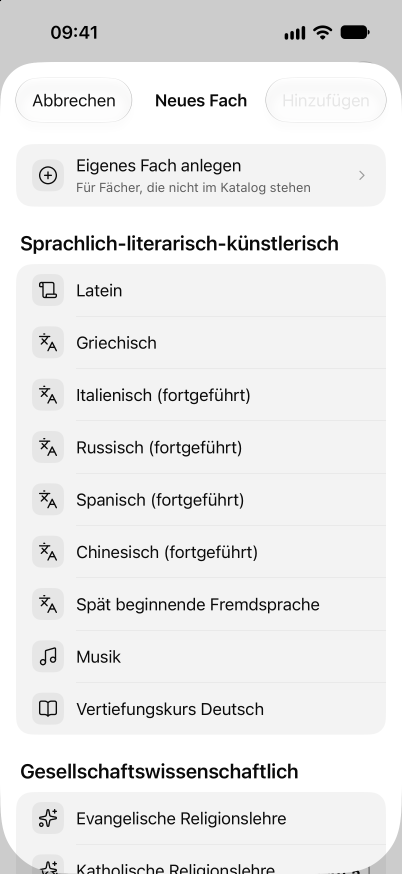 09:41
Abbrechen
Neues Fach
Hinzufügen
Eigenes Fach anlegen
Für Fächer, die nicht im Katalog stehen
Sprachlich-literarisch-künstlerisch
Latein
Griechisch
Italienisch (fortgeführt)
Russisch (fortgeführt)
Spanisch (fortgeführt)
Chinesisch (fortgeführt)
Spät beginnende Fremdsprache
Musik
Vertiefungskurs Deutsch
Gesellschaftswissenschaftlich
Evangelische Religionslehre
Katholische Religionslehre